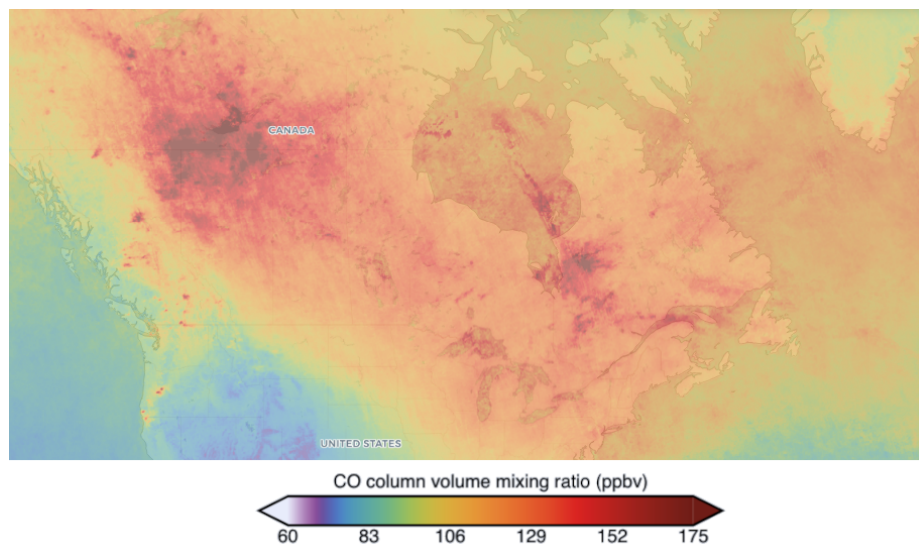 CANADA
UNITED STATES
CO column volume mixing ratio (ppbv)
60 83 106 129 152 175